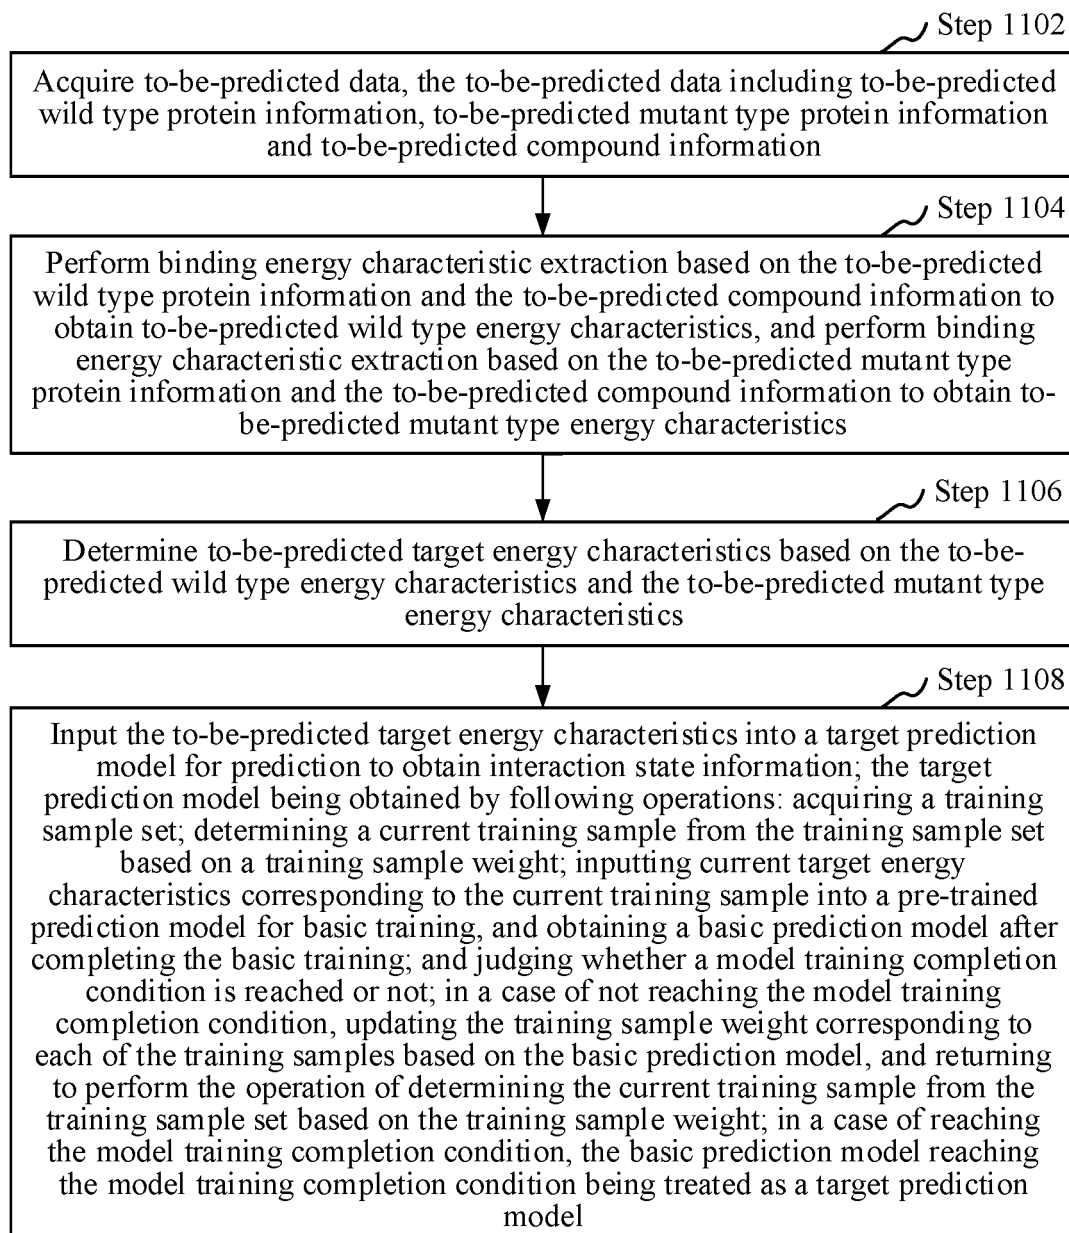 Step 1102
Acquire to-be-predicted data, the to-be-predicted data including to-be-predicted
wild type protein information, to-be-predicted mutant type protein information
and to-be-predicted compound information
Step 1104
Perform binding energy characteristic extraction based on the to-be-predicted
wild type protein information and the to-be-predicted compound information to
obtain to-be-predicted wild type energy characteristics, and perform binding
energy characteristic extraction based on the to-be-predicted mutant type
protein information and the to-be-predicted compound information to obtain to-
be-predicted mutant type energy characteristics
Step 1106
Determine to-be-predicted target energy characteristics based on the to-be-
predicted wild type energy characteristics and the to-be-predicted mutant type
energy characteristics
Step 1108
Input the to-be-predicted target energy characteristics into a target prediction
model for prediction to obtain interaction state information; the target
prediction model being obtained by following operations: acquiring a training
sample set; determining a current training sample from the training sample set
based on a training sample weight; inputting current target energy
characteristics corresponding to the current training sample into a pre-trained
prediction model for basic training, and obtaining a basic prediction model after
completing the basic training; and judging whether a model training completion
condition is reached or not; in a case of not reaching the model training
completion condition, updating the training sample weight corresponding to
each of the training samples based on the basic prediction model, and returning
to perform the operation of determining the current training sample from the
training sample set based on the training sample weight; in a case of reaching
the model training completion condition, the basic prediction model reaching
the model training completion condition being treated as a target prediction
model